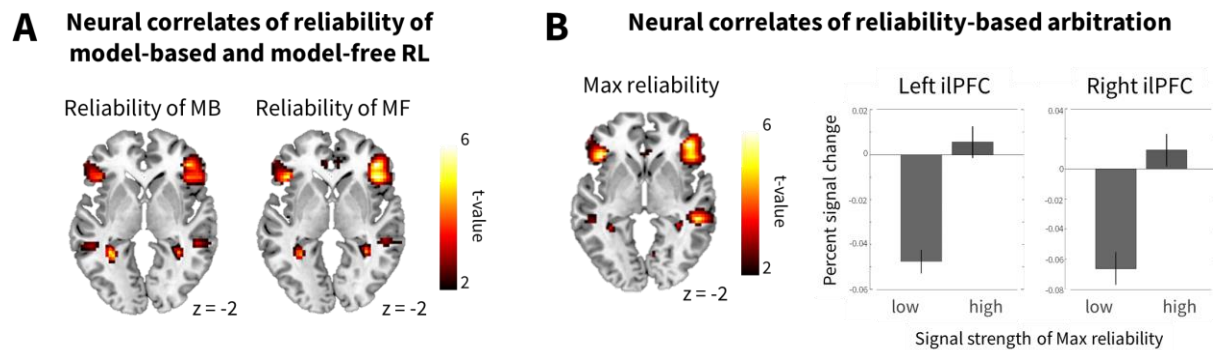 A
Neural correlates of reliability of
model-based and model-free RL
Reliability of MB
Reliability of MF
6
t-value
2
z = -2
z = -2
B
Neural correlates of reliability-based arbitration
Max reliability
6
t-value
2
z = -2
Left ilPFC
Right ilPFC
Percent signal change
0.02
0
-0.02
-0.04
-0.06
low
high
0.04
0.02
0
-0.02
-0.04
-0.06
-0.08
low
high
Signal strength of Max reliability